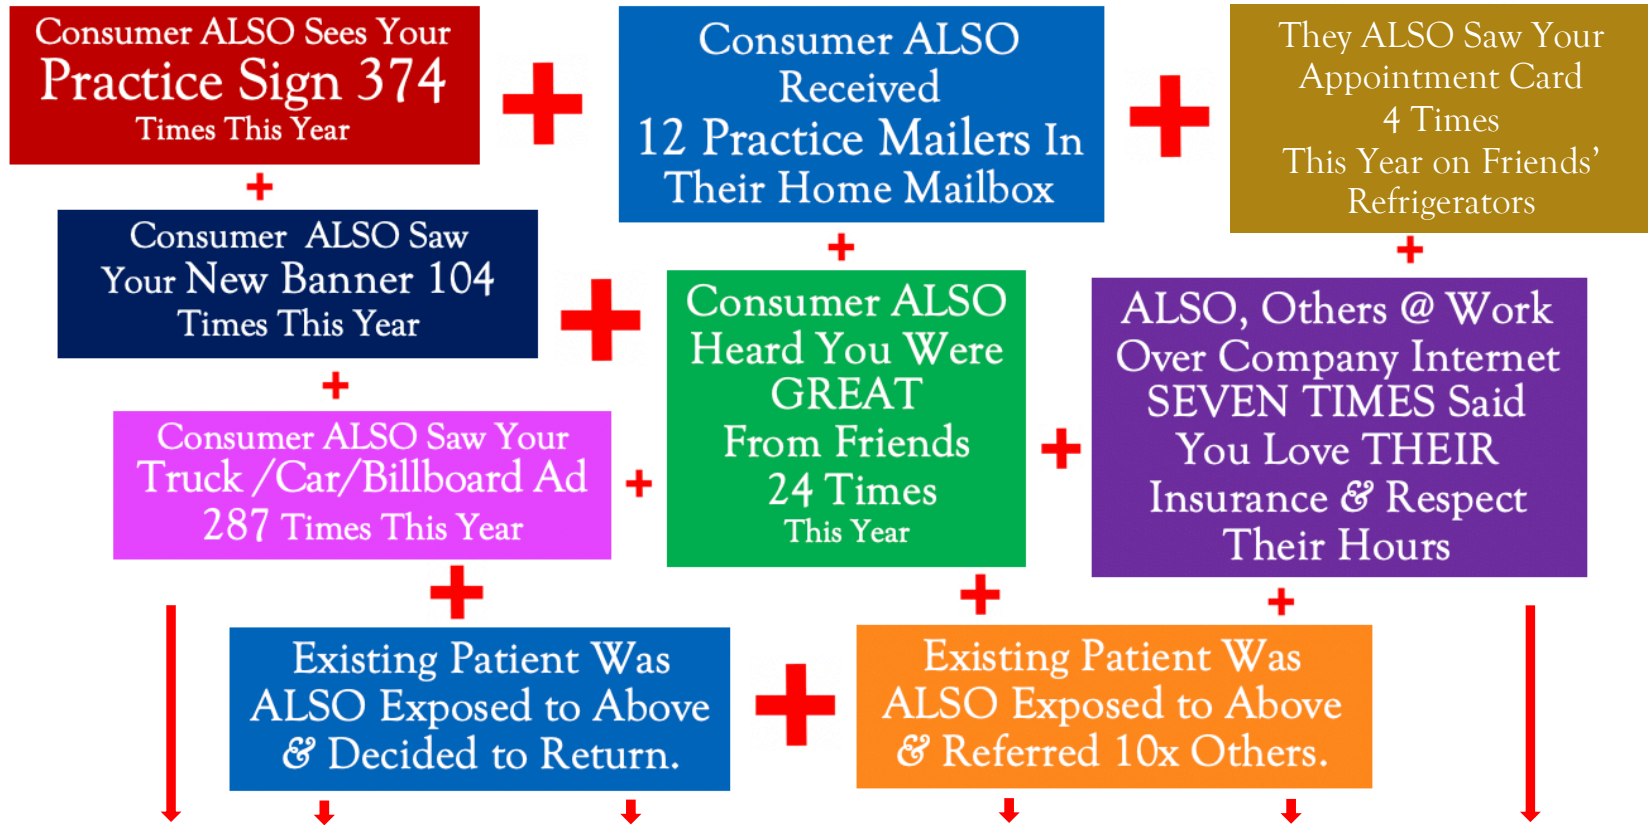 Consumer ALSO Sees Your
Practice Sign 374
Times This Year
Consumer ALSO
Received
12 Practice Mailers In
Their Home Mailbox
They ALSO Saw Your
Appointment Card
4 Times
This Year on Friends’
Refrigerators
Consumer ALSO Saw
Your New Banner 104
Times This Year
Consumer ALSO
Heard You Were
GREAT
From Friends
24 Times
This Year
ALSO, Others @ Work
Over Company Internet
SEVEN TIMES Said
You Love THEIR
Insurance & Respect
Their Hours
Consumer ALSO Saw Your
Truck /Car/Billboard Ad
287 Times This Year
Existing Patient Was
ALSO Exposed to Above
& Decided to Return.
Existing Patient Was
ALSO Exposed to Above
& Referred 10x Others.